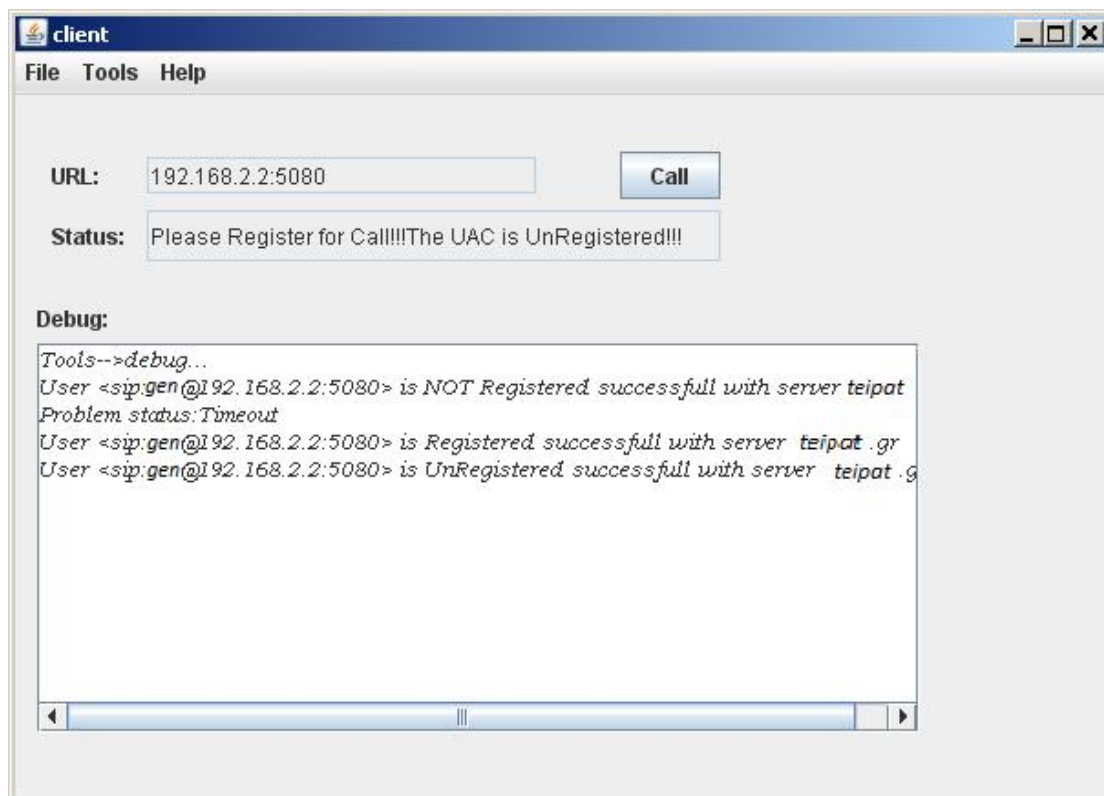 client
File Tools Help
URL: 192.168.2.2:5080 Call
Status: Please Register for Call!!!The UAC is UnRegistered!!!
Debug:
Tools-->debug...
User <sip:gen@192.168.2.2:5080> is NOT Registered successfull with server teipat
Problem status:Timeout
User <sip:gen@192.168.2.2:5080> is Registered successfull with server teipat .gr
User <sip:gen@192.168.2.2:5080> is UnRegistered successfull with server teipat .g